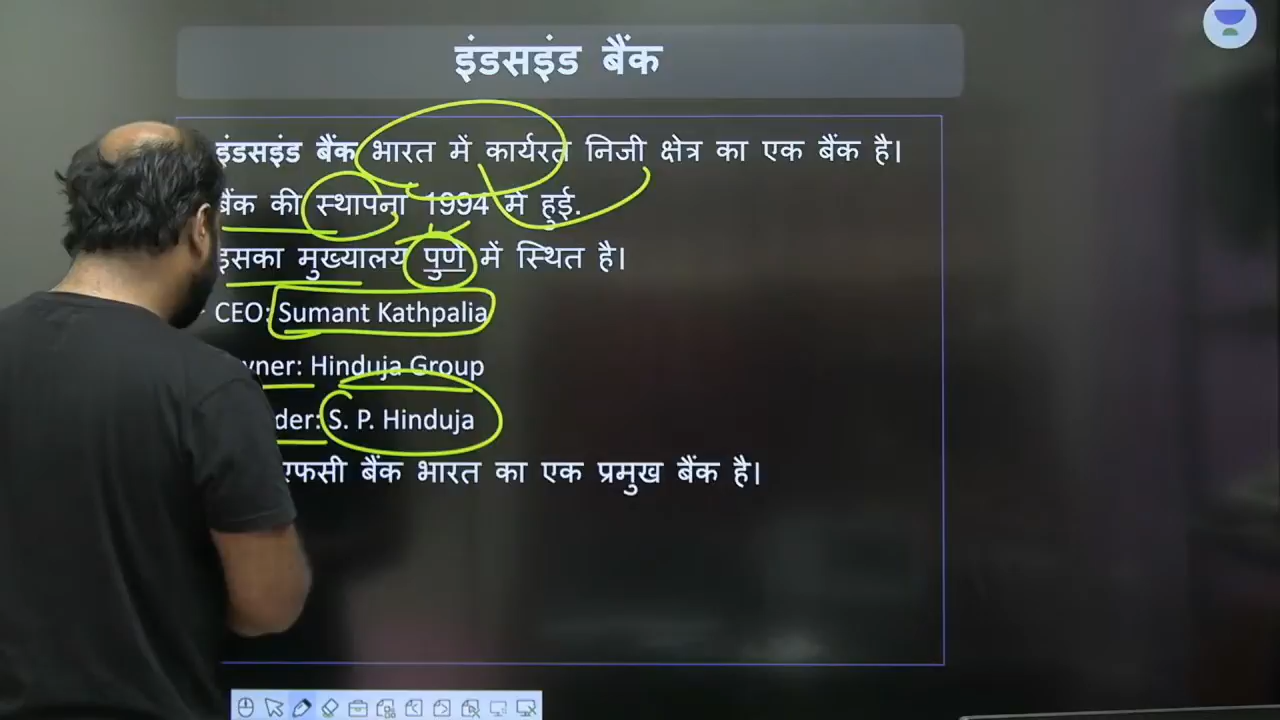 इंडसइंड बैंक
इंडसइंड बैंक भारत में कार्यरत निजी क्षेत्र का एक बैंक है।
बैंक की स्थापना 1994 में हुई.
इसका मुख्यालय पुणे में स्थित है।
CEO: Sumant Kathpalia
Hinduja Group
S. P. Hinduja
बैंक भारत का एक प्रमुख बैंक है।